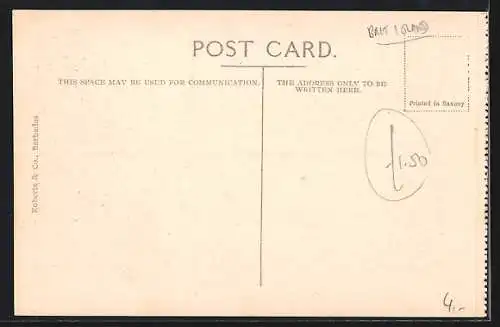 BRIT ISLAND
POST CARD.
THIS SPACE MAY BE USED FOR COMMUNICATION.
THE ADDRESS ONLY TO BE
WRITTEN HERE.
Printed in Saxony
Roberts & Co., Barbados
1.50
4.-